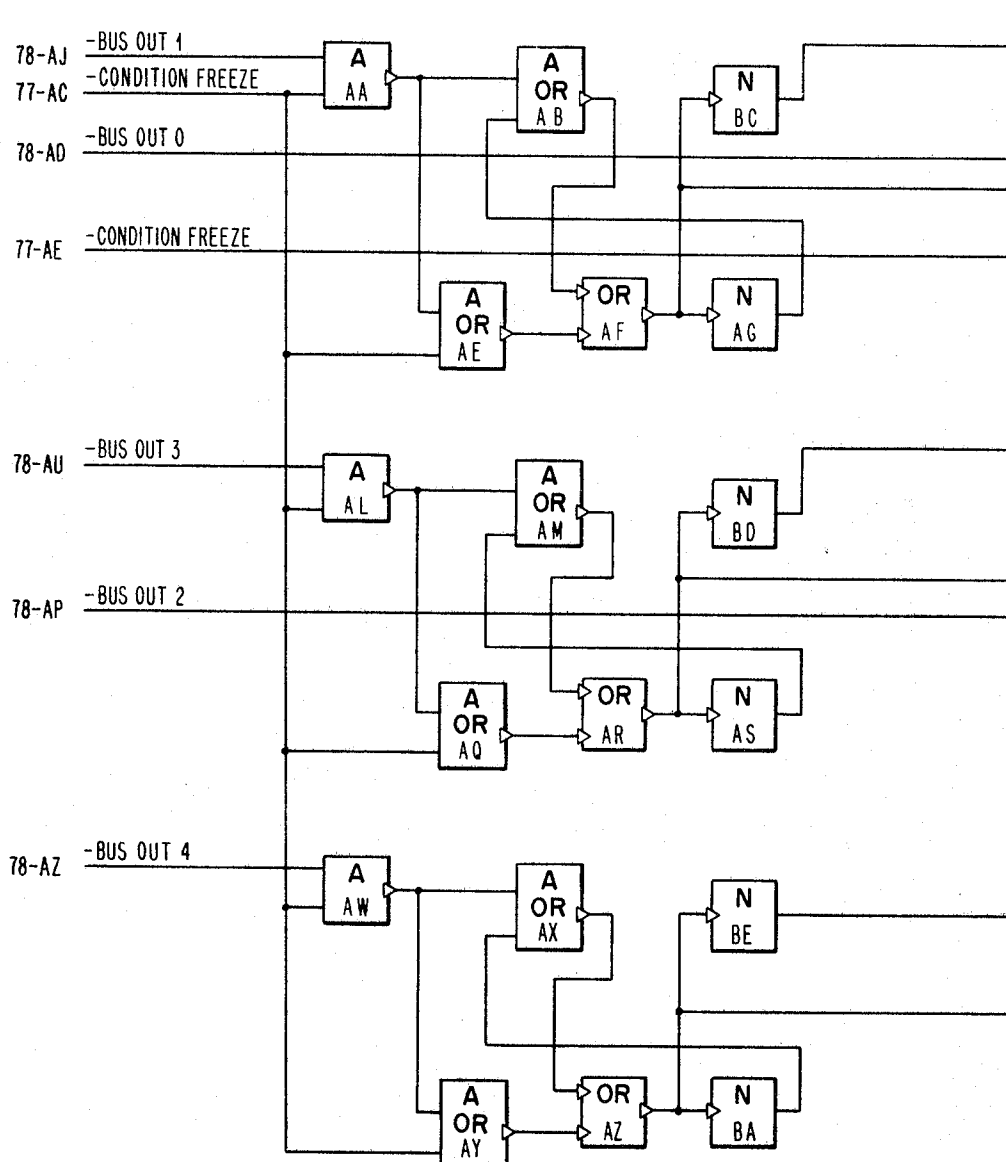 78-AJ -BUS OUT 1
77-AC -CONDITION FREEZE
A
AA
A
OR
AB
N
BC
78-AD -BUS OUT 0
77-AE -CONDITION FREEZE
A
OR
AE
OR
AF
N
AG
78-AU -BUS OUT 3
A
AL
A
OR
AM
N
BD
78-AP -BUS OUT 2
A
OR
AQ
OR
AR
N
AS
78-AZ -BUS OUT 4
A
AW
A
OR
AX
N
BE
A
OR
AY
OR
AZ
N
BA